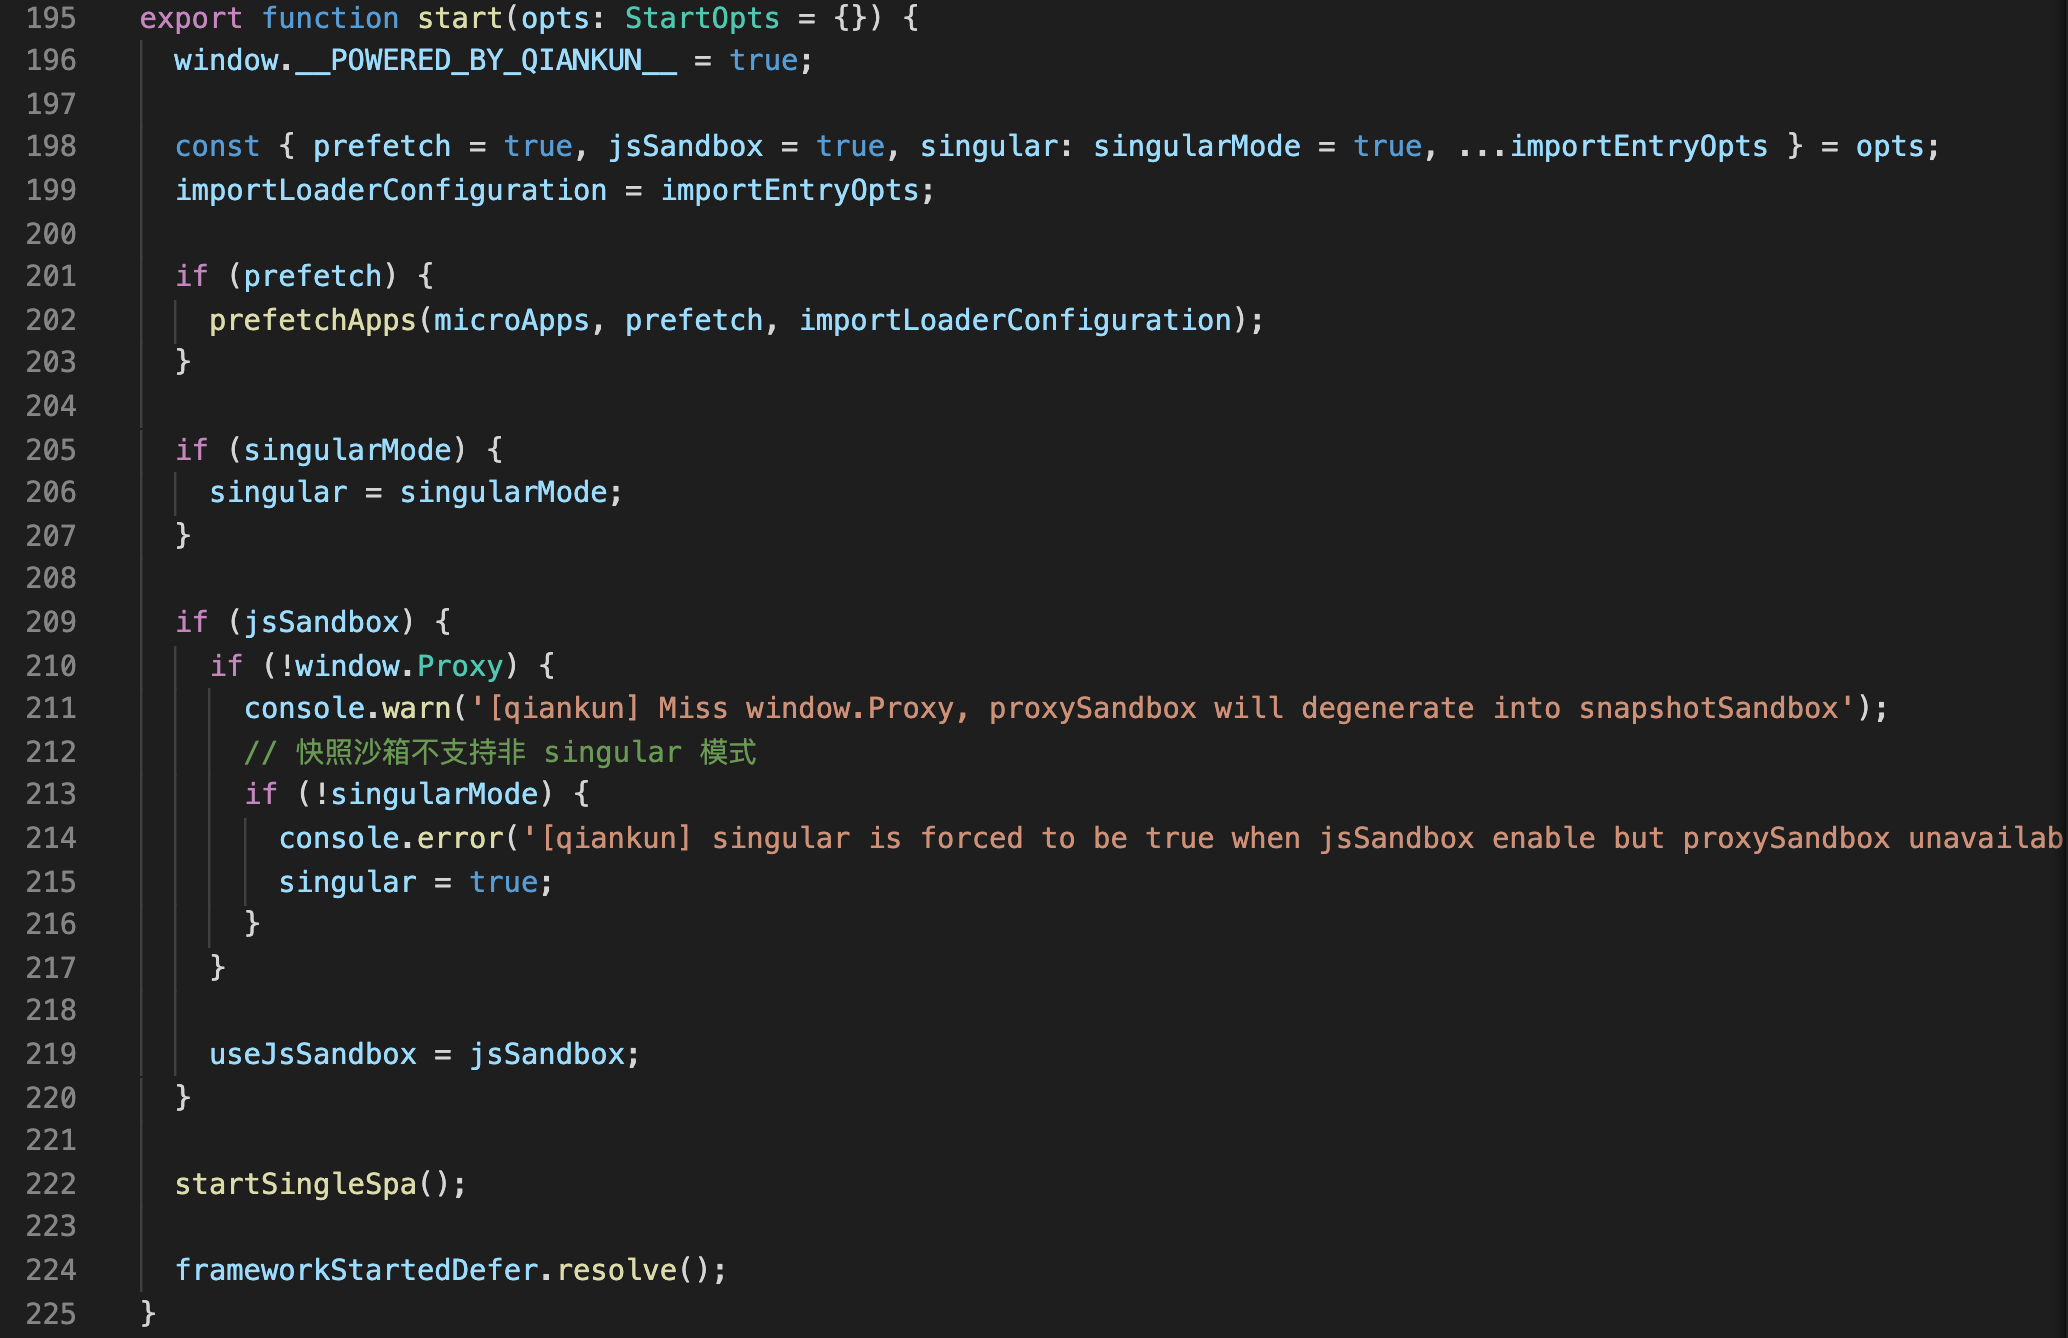 195 export function start(opts: StartOpts = {}) {
196 window.__POWERED_BY_QIANKUN__ = true;
197
198 const { prefetch = true, jsSandbox = true, singular: singularMode = true, ...importEntryOpts } = opts;
199 importLoaderConfiguration = importEntryOpts;
200
201 if (prefetch) {
202 prefetchApps(microApps, prefetch, importLoaderConfiguration);
203 }
204
205 if (singularMode) {
206 singular = singularMode;
207 }
208
209 if (jsSandbox) {
210 if (!window.Proxy) {
211 console.warn('[qiankun] Miss window.Proxy, proxySandbox will degenerate into snapshotSandbox');
212 // 快照沙箱不支持非 singular 模式
213 if (!singularMode) {
214 console.error('[qiankun] singular is forced to be true when jsSandbox enable but proxySandbox unavailab
215 singular = true;
216 }
217 }
218
219 useJsSandbox = jsSandbox;
220 }
221
222 startSingleSpa();
223
224 frameworkStartedDefer.resolve();
225 }